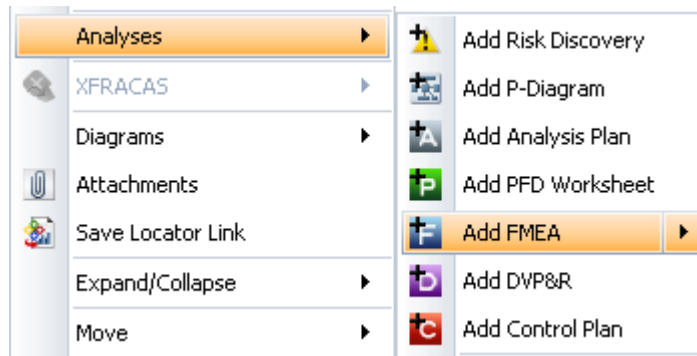 Analyses
XFRACAS
Diagrams
Attachments
Save Locator Link
Expand/Collapse
Move
Add Risk Discovery
Add P-Diagram
A Add Analysis Plan
P Add PFD Worksheet
F Add FMEA
D Add DVP&R
C Add Control Plan